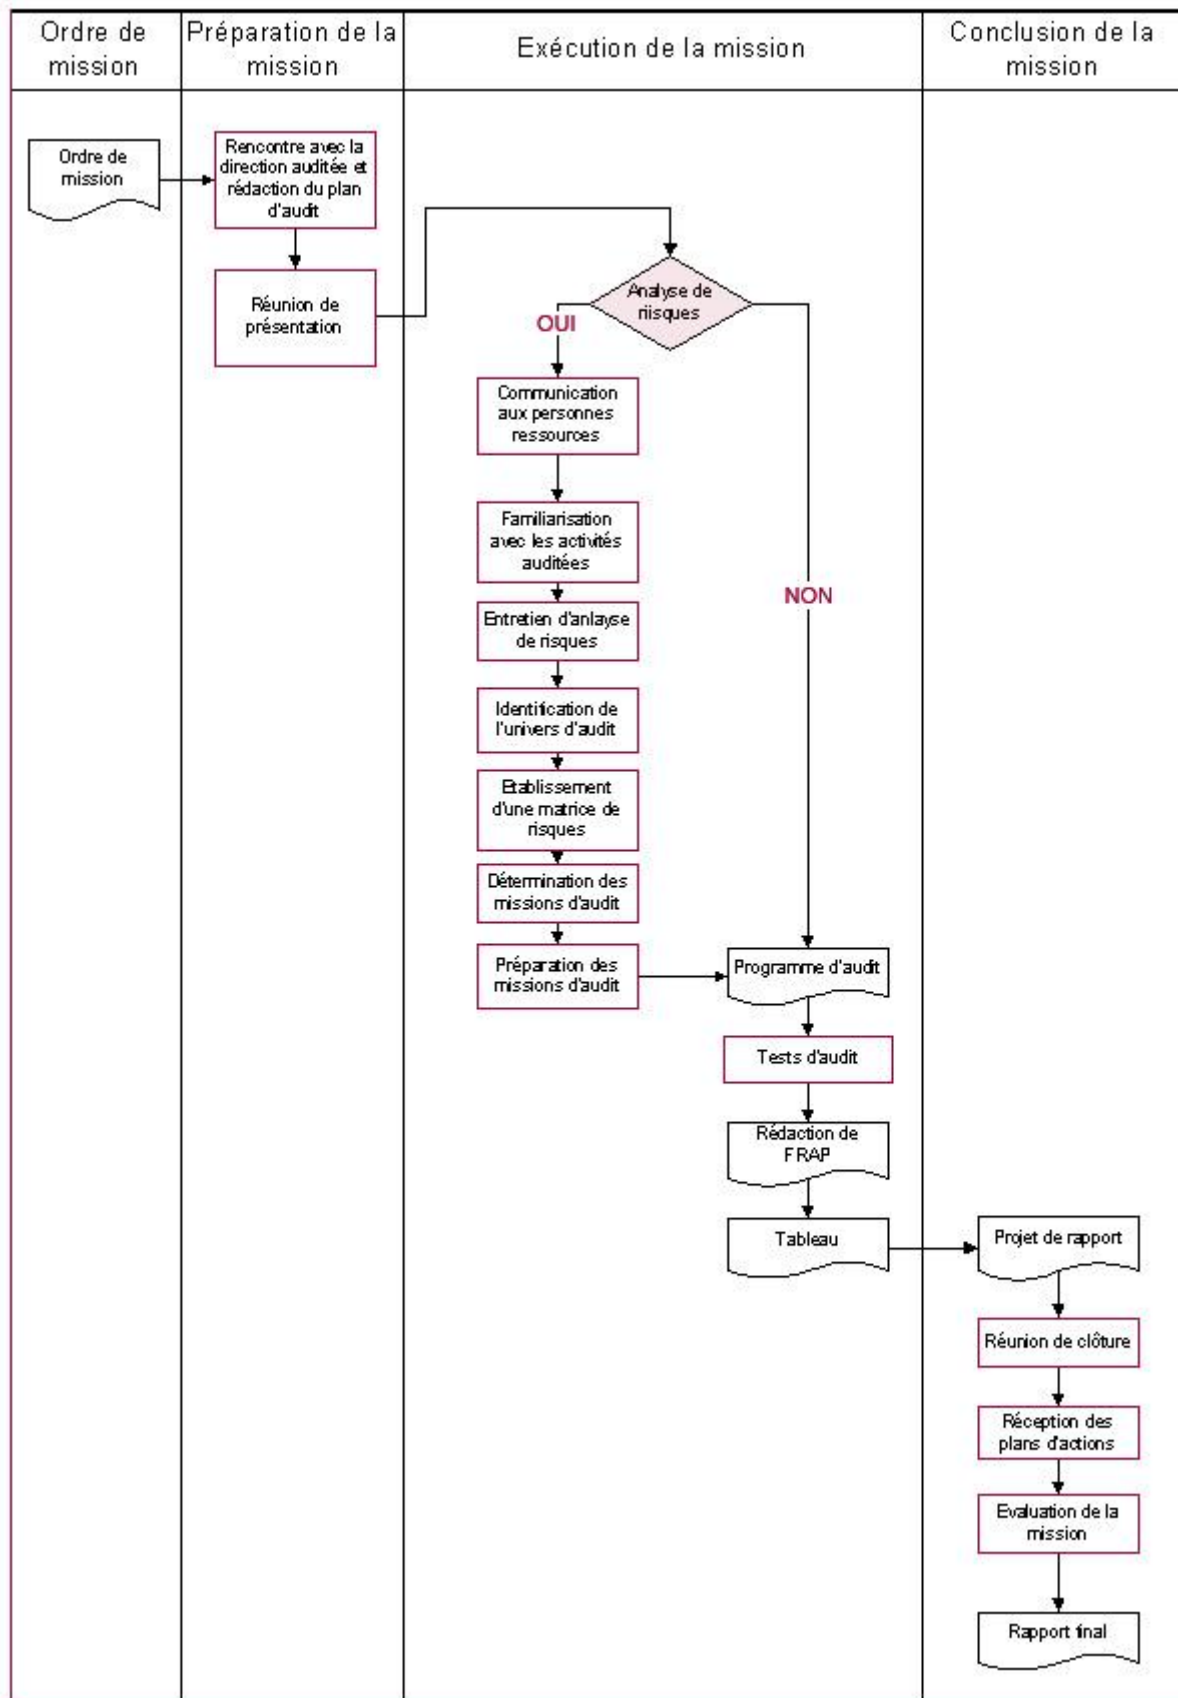 Ordre de
mission
Préparation de la
mission
Exécution de la mission
Conclusion de la
mission
Ordre de
mission
Rencontre avec la
direction auditée et
rédaction du plan
d'audit
Réunion de
présentation
Analyse de
riisques
OUI
NON
Communication
aux personnes
ressources
Familiarisation
avec les activités
auditées
Entretien d'anlayse
de risques
Identification de
l'univers d'audit
Etablissement
d'une matrice de
risques
Détermination des
missions d'audit
Préparation des
missions d'audit
Programme d'audit
Tests d'audit
Rédaction de
FRAP
Tableau
Projet de rapport
Réunion de clôture
Réception des
plans d'actions
Evaluation de la
mission
Rapport final